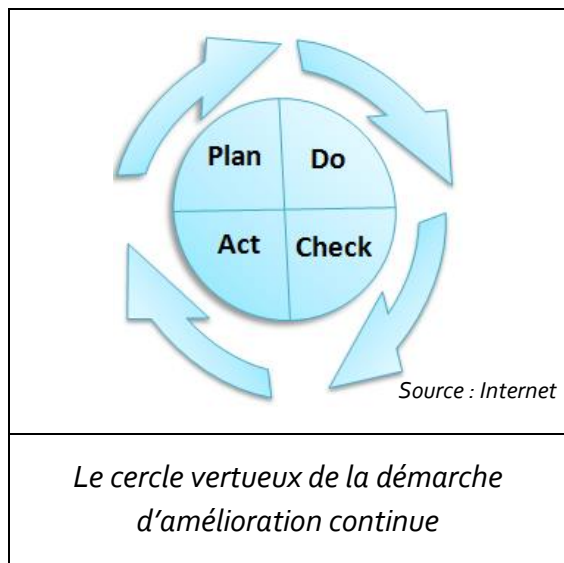 Plan Do
Act Check
Source : Internet
Le cercle vertueux de la démarche
d’amélioration continue